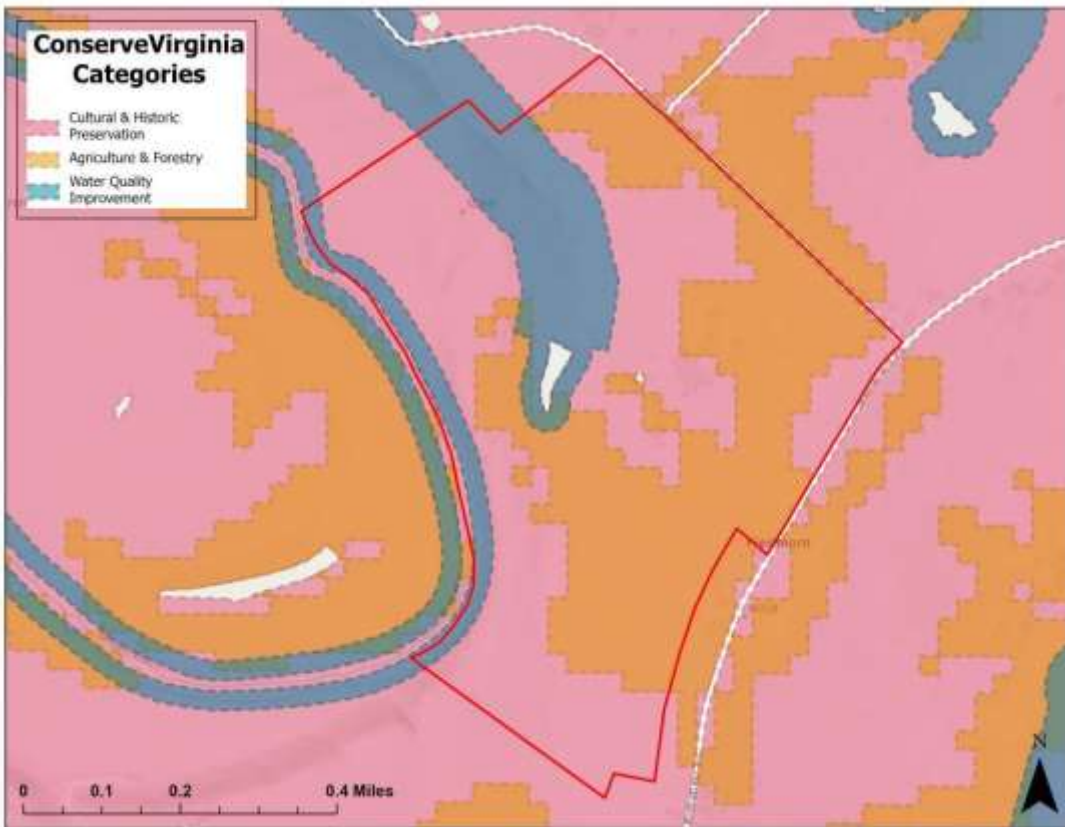 ConserveVirginia
Categories
Cultural & Historic
Preservation
Agriculture & Forestry
Water Quality
Improvement
N
0 0.1 0.2 0.4 Miles